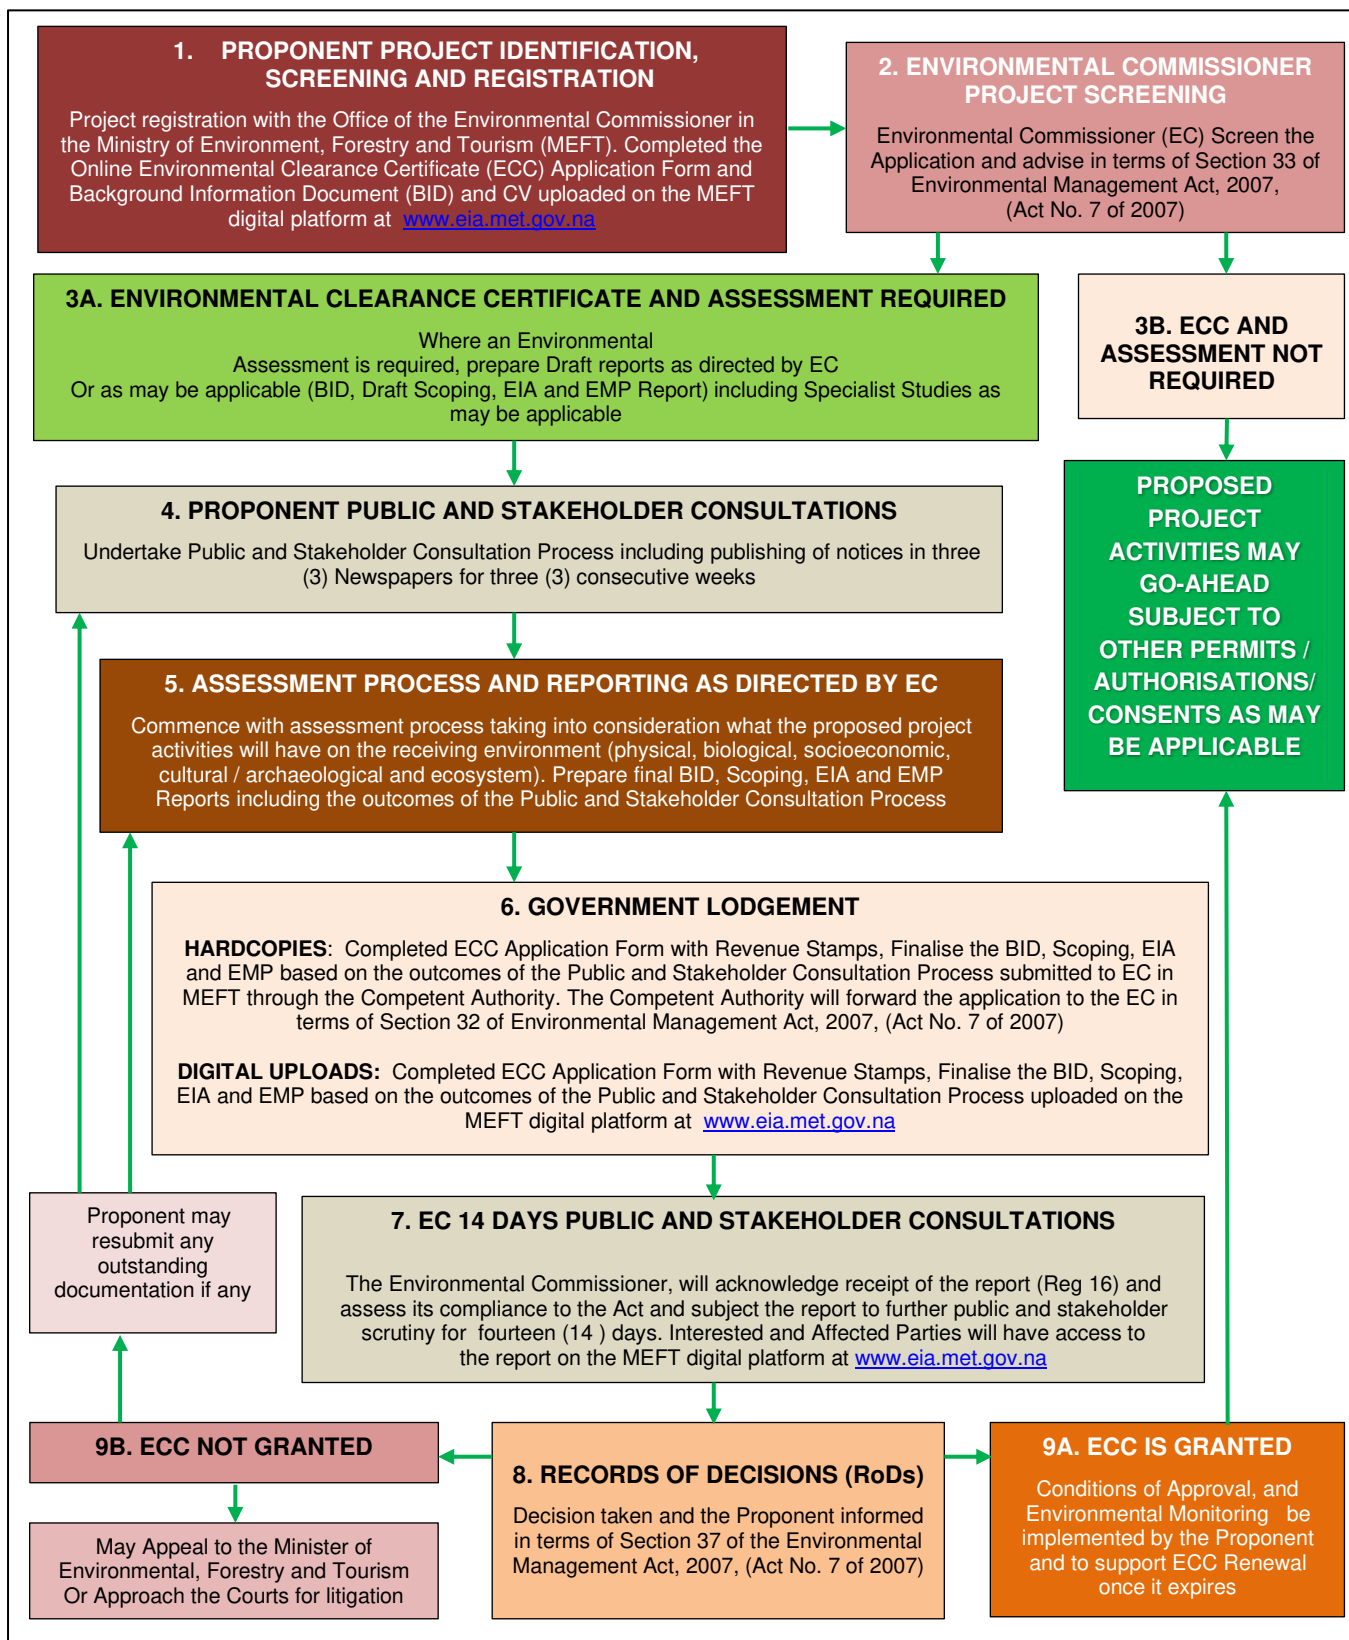 1. PROPONENT PROJECT IDENTIFICATION,
SCREENING AND REGISTRATION
Project registration with the Office of the Environmental Commissioner in
the Ministry of Environment, Forestry and Tourism (MEFT). Completed the
Online Environmental Clearance Certificate (ECC) Application Form and
Background Information Document (BID) and CV uploaded on the MEFT
digital platform at www.eia.met.gov.na
2. ENVIRONMENTAL COMMISSIONER
PROJECT SCREENING
Environmental Commissioner (EC) Screen the
Application and advise in terms of Section 33 of
Environmental Management Act, 2007,
(Act No. 7 of 2007)
3A. ENVIRONMENTAL CLEARANCE CERTIFICATE AND ASSESSMENT REQUIRED
Where an Environmental
Assessment is required, prepare Draft reports as directed by EC
Or as may be applicable (BID, Draft Scoping, EIA and EMP Report) including Specialist Studies as
may be applicable
3B. ECC AND
ASSESSMENT NOT
REQUIRED
4. PROPONENT PUBLIC AND STAKEHOLDER CONSULTATIONS
Undertake Public and Stakeholder Consultation Process including publishing of notices in three
(3) Newspapers for three (3) consecutive weeks
PROPOSED
PROJECT
ACTIVITIES MAY
GO-AHEAD
SUBJECT TO
OTHER PERMITS /
AUTHORISATIONS/
CONSENTS AS MAY
BE APPLICABLE
5. ASSESSMENT PROCESS AND REPORTING AS DIRECTED BY EC
Commence with assessment process taking into consideration what the proposed project
activities will have on the receiving environment (physical, biological, socioeconomic,
cultural / archaeological and ecosystem). Prepare final BID, Scoping, EIA and EMP
Reports including the outcomes of the Public and Stakeholder Consultation Process
6. GOVERNMENT LODGEMENT
HARDCOPIES: Completed ECC Application Form with Revenue Stamps, Finalise the BID, Scoping, EIA
and EMP based on the outcomes of the Public and Stakeholder Consultation Process submitted to EC in
MEFT through the Competent Authority. The Competent Authority will forward the application to the EC in
terms of Section 32 of Environmental Management Act, 2007, (Act No. 7 of 2007)
DIGITAL UPLOADS: Completed ECC Application Form with Revenue Stamps, Finalise the BID, Scoping,
EIA and EMP based on the outcomes of the Public and Stakeholder Consultation Process uploaded on the
MEFT digital platform at www.eia.met.gov.na
Proponent may
resubmit any
outstanding
documentation if any
7. EC 14 DAYS PUBLIC AND STAKEHOLDER CONSULTATIONS
The Environmental Commissioner, will acknowledge receipt of the report (Reg 16) and
assess its compliance to the Act and subject the report to further public and stakeholder
scrutiny for fourteen (14 ) days. Interested and Affected Parties will have access to
the report on the MEFT digital platform at www.eia.met.gov.na
9B. ECC NOT GRANTED
May Appeal to the Minister of
Environmental, Forestry and Tourism
Or Approach the Courts for litigation
8. RECORDS OF DECISIONS (RoDs)
Decision taken and the Proponent informed
in terms of Section 37 of the Environmental
Management Act, 2007, (Act No. 7 of 2007)
9A. ECC IS GRANTED
Conditions of Approval, and
Environmental Monitoring be
implemented by the Proponent
and to support ECC Renewal
once it expires